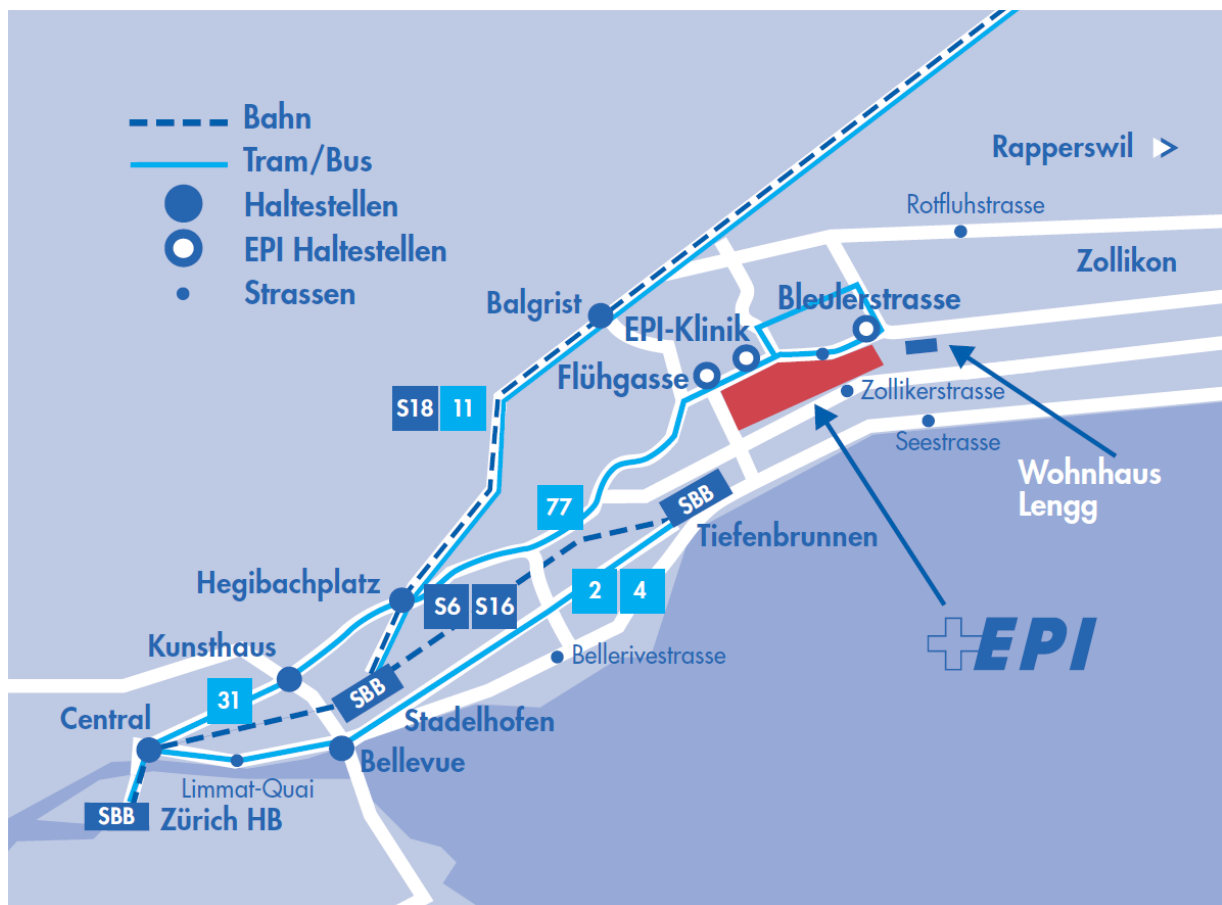 Bahn
Tram/Bus
Haltestellen
EPI Haltestellen
Strassen
Rapperswil
Rotfluhstrasse
Zollikon
Balgrist
Bleulerstrasse
EPI-Klinik
Flühgasse
S18 11
Zollikerstrasse
Seestrasse
Wohnhaus
Lengg
77
SBB
Tiefenbrunnen
Hegibachplatz
S6 S16
2 4
EPI
Kunsthaus
Bellerivestrasse
31
SBB
Stadelhofen
Central
Bellevue
Limmat-Quai
SBB
Zürich HB